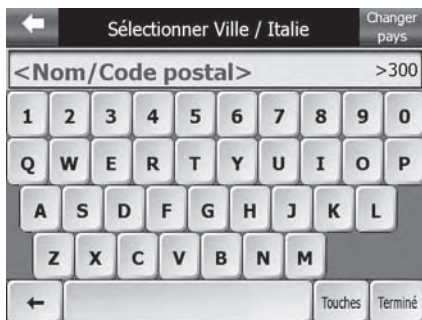 Sélectionner Ville / Italie
Changer pays
<Nom/Code postal> >300
1 2 3 4 5 6 7 8 9 0
Q W E R T Y U I O P
A S D F G H J K L
Z X C V B N M
Touches Terminé